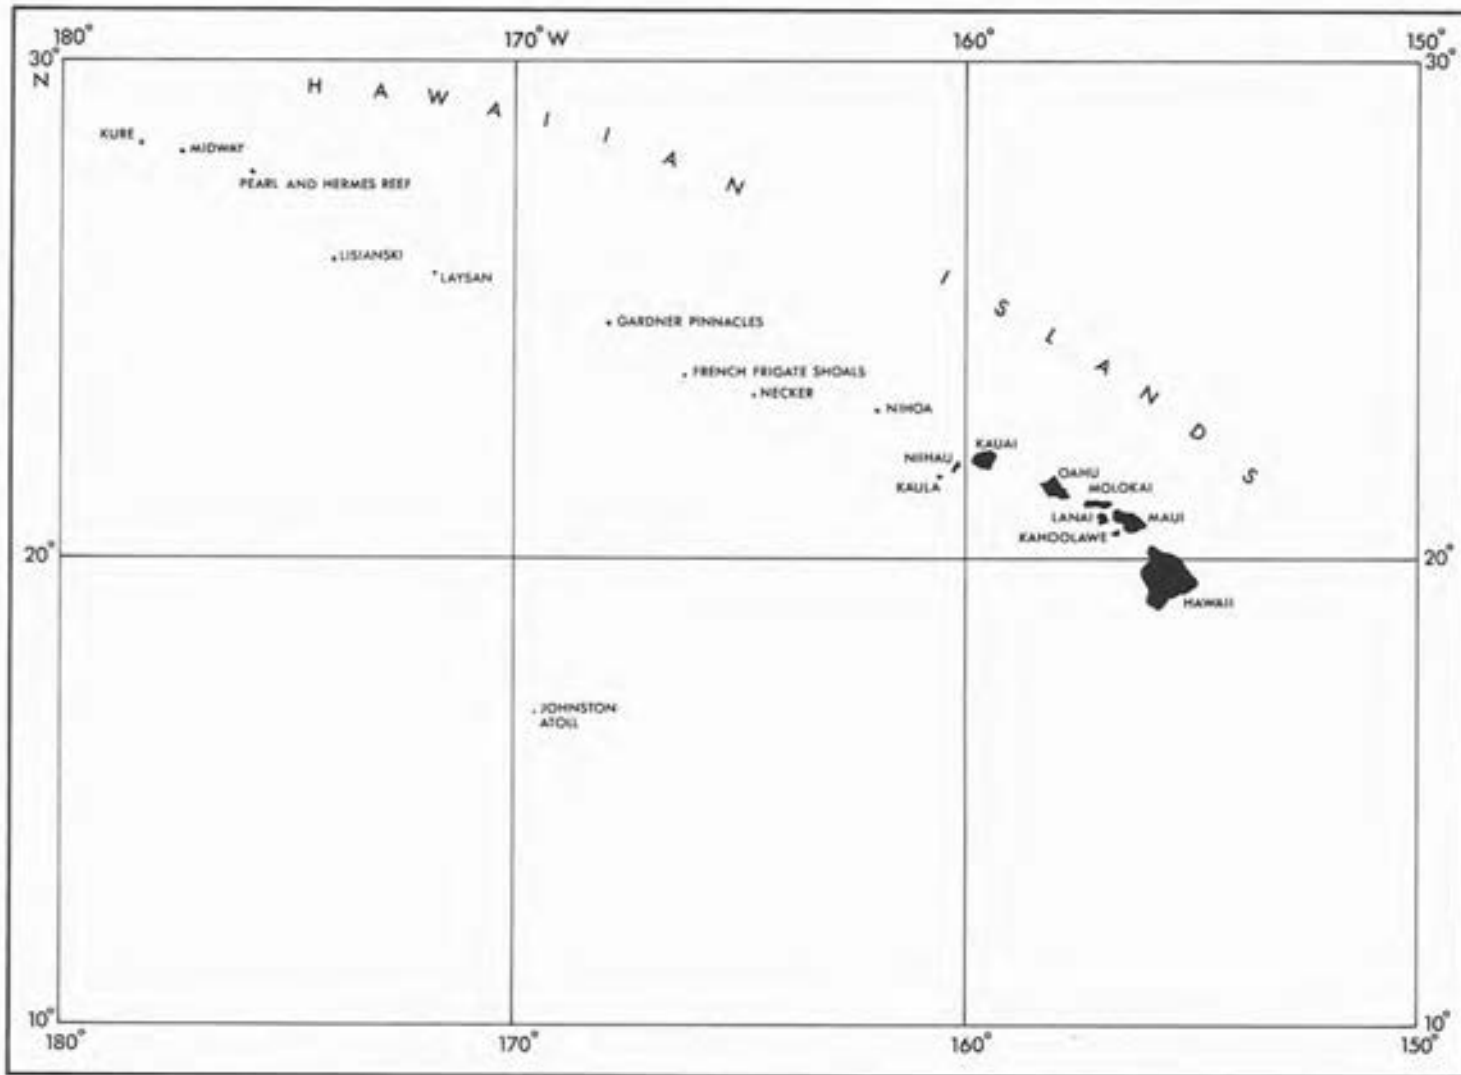 180° 170° W 160° 150°
30° 30°
N
H A W A I I A N
KURE
MIDWAY
PEARL AND HERMES REEF
LISIANSKI
LAYSAN
I S L A N D S
GARDNER PINNACLES
FRENCH FRIGATE SHOALS
NECKER
NIHOA
KAUAI
NIIHAU
KAULA
OAHU
MOLOKAI
LANAI
MAUI
KAHOOLAWE
20° 20°
HAWAII
JOHNSTON
ATOLL
10° 10°
180° 170° 160° 150°